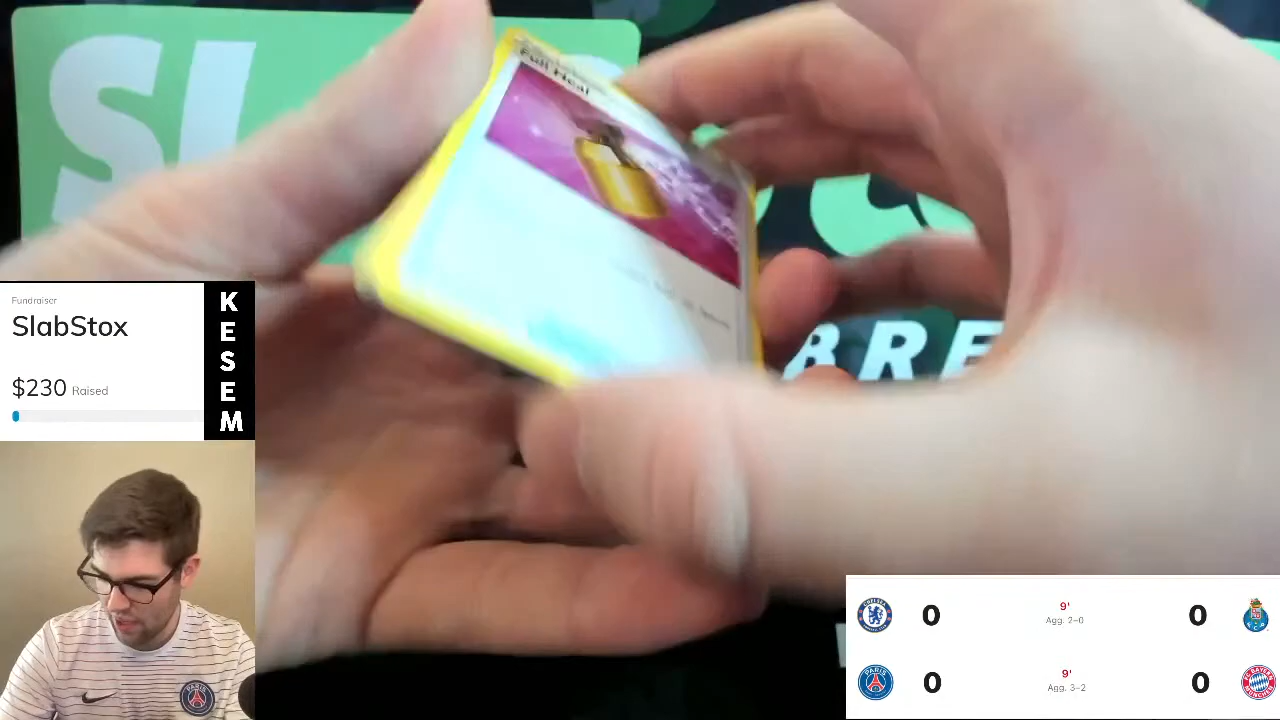 SL
Full Heal
BRE
Fundraiser
SlabStox
$230 Raised
KESEM
0 9' 0
Agg. 2-0
0 9' 0
Agg. 3-2